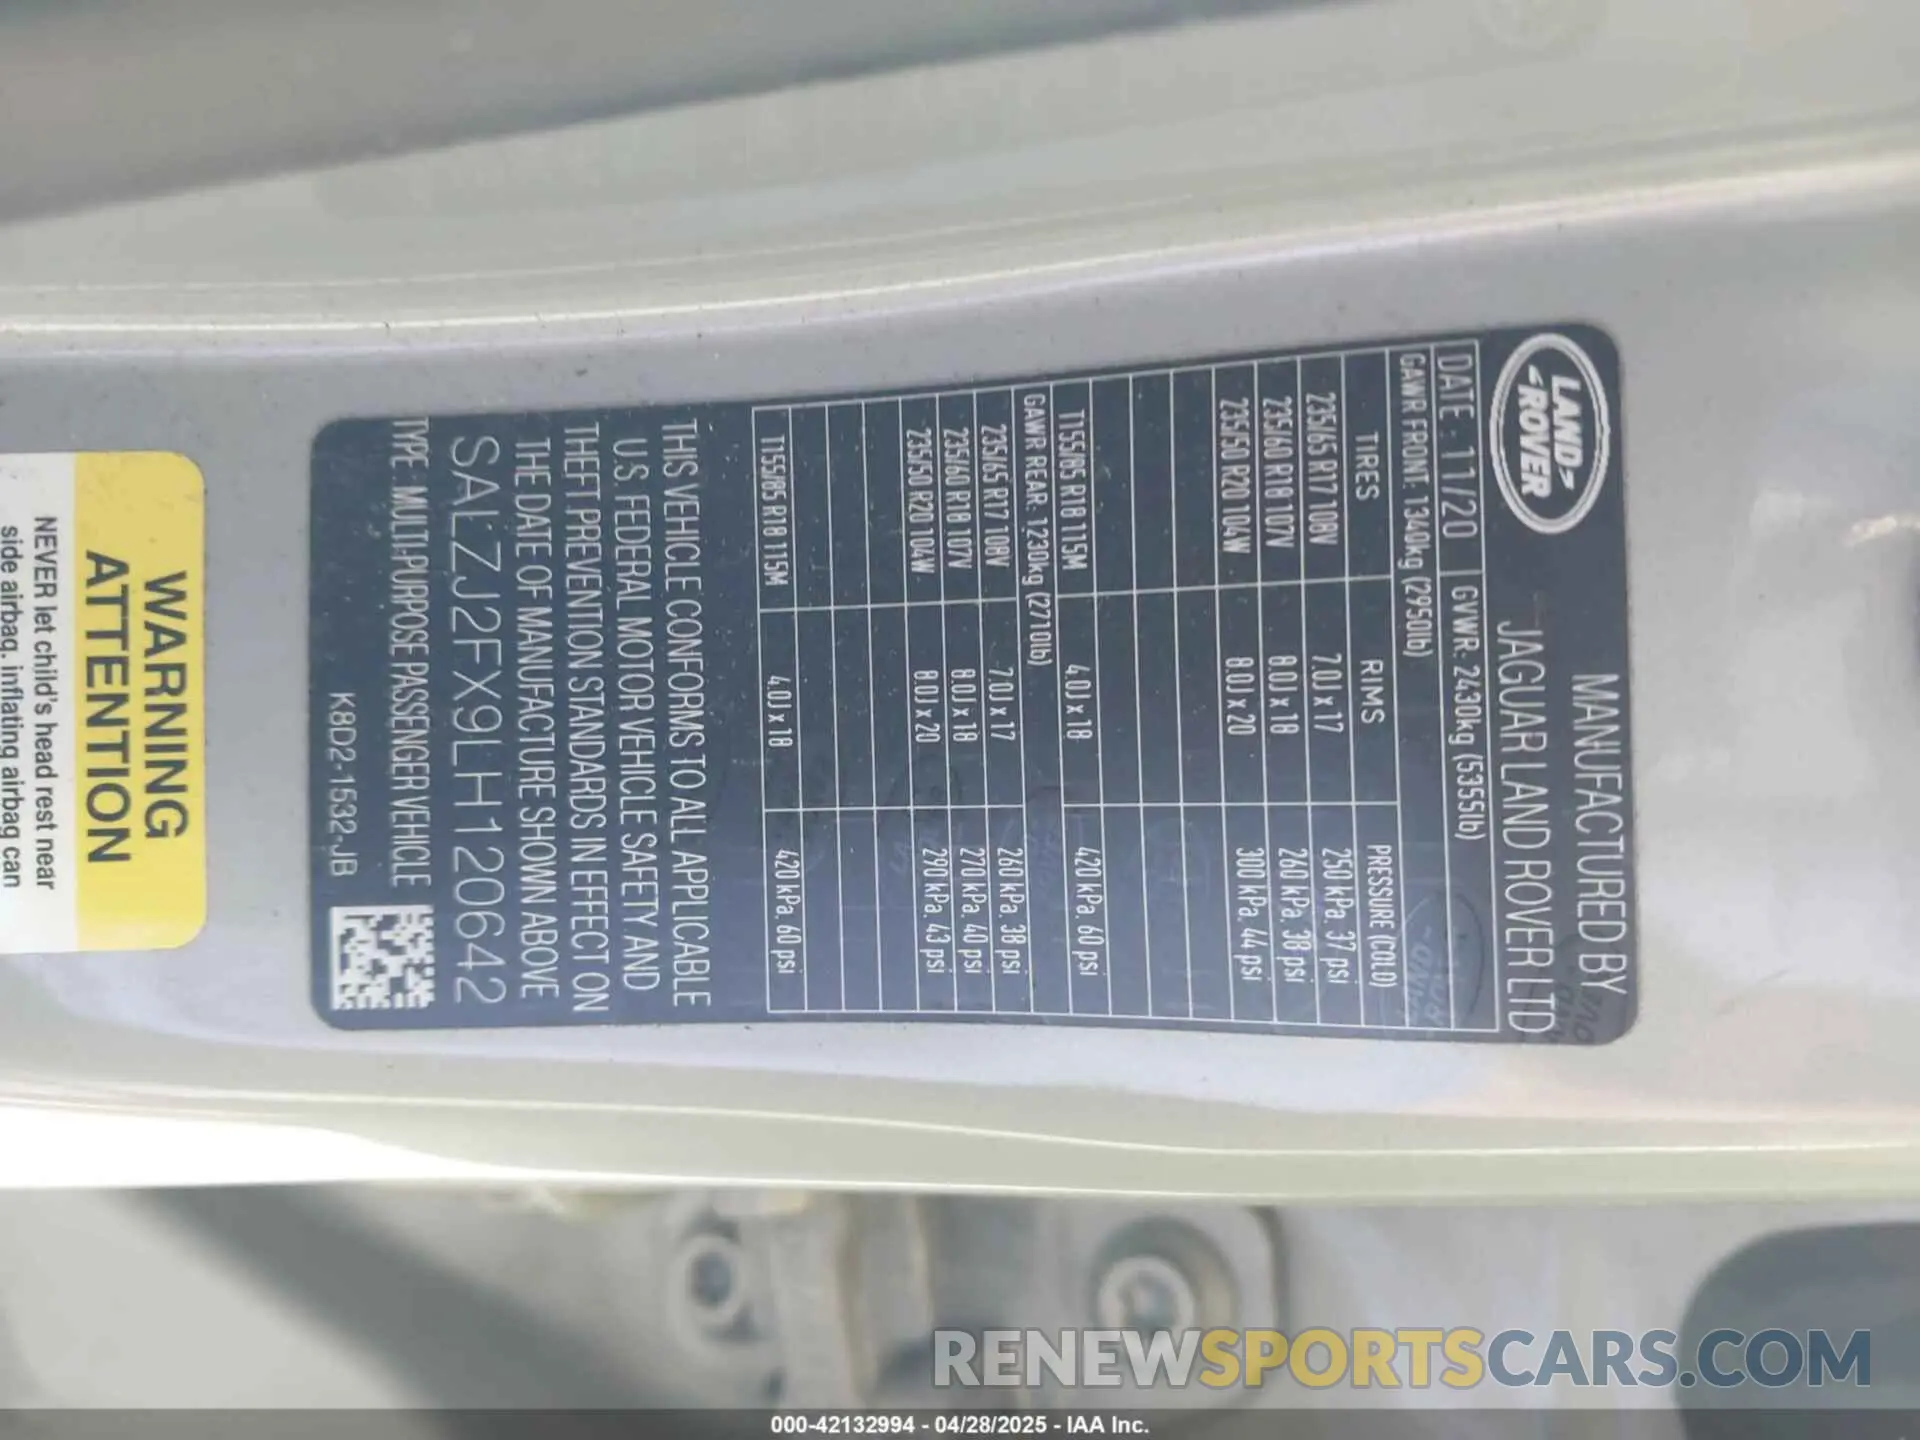 LAND
ROVER
MANUFACTURED BY
JAGUAR LAND ROVER LTD
DATE : 11/20 GVWR: 2430kg (5355lb)
GAWR FRONT: 1340kg (2950lb)
TIRES RIMS PRESSURE (COLD)
235/65 R17 108V 7.0J x 17 250 kPa. 37 psi
235/60 R18 107V 8.0J x 18 260 kPa. 38 psi
235/50 R20 104W 8.0J x 20 300 kPa. 44 psi
T155/85 R18 115M 4.0J x 18 420 kPa. 60 psi
GAWR REAR: 1230kg (2710lb)
235/65 R17 108V 7.0J x 17 260 kPa. 38 psi
235/60 R18 107V 8.0J x 18 270 kPa. 40 psi
235/50 R20 104W 8.0J x 20 290 kPa. 43 psi
T155/85 R18 115M 4.0J x 18 420 kPa. 60 psi
THIS VEHICLE CONFORMS TO ALL APPLICABLE
U.S. FEDERAL MOTOR VEHICLE SAFETY AND
THEFT PREVENTION STANDARDS IN EFFECT ON
THE DATE OF MANUFACTURE SHOWN ABOVE
SALZJ2FX9LH120642
TYPE : MULTI-PURPOSE PASSENGER VEHICLE
K8D2-1532-JB
WARNING
ATTENTION
NEVER let child's head rest near
side airbag, inflating airbag can
RENEWSPORTSCARS.COM
000-42132994 - 04/28/2025 - IAA Inc.